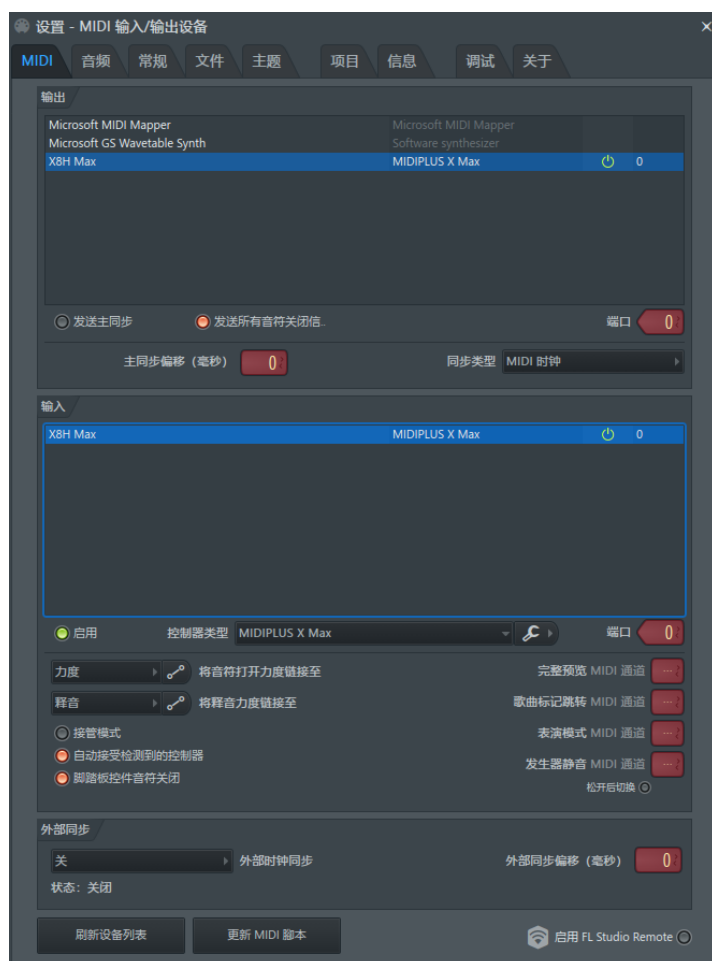 设置 - MIDI 输入/输出设备
MIDI 音频 常规 文件 主题 项目 信息 调试 关于
输出
Microsoft MIDI Mapper Microsoft MIDI Mapper
Microsoft GS Wavetable Synth Software synthesizer
X8H Max MIDIPLUS X Max 0
发送主同步 发送所有音符关闭信.. 端口 0
主同步偏移 (毫秒) 0 同步类型 MIDI 时钟
输入
X8H Max MIDIPLUS X Max 0
启用 控制器类型 MIDIPLUS X Max 端口 0
力度 将音符打开力度链接至 完整预览 MIDI 通道 ---
释音 将释音力度链接至 歌曲标记跳转 MIDI 通道 ---
接管模式 表演模式 MIDI 通道 ---
自动接受检测到的控制器 发生器静音 MIDI 通道 ---
脚踏板控件音符关闭 松开后切换
外部同步
关 外部时钟同步 外部同步偏移 (毫秒) 0
状态: 关闭
刷新设备列表 更新 MIDI 腳本 启用 FL Studio Remote